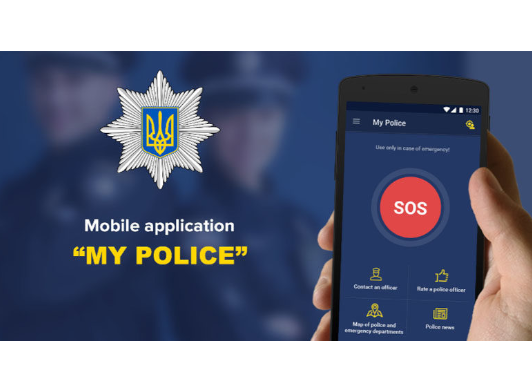 Mobile application
“MY POLICE”
12:30
My Police
Use only in case of emergency!
SOS
Contact an officer
Rate a police officer
Map of police and
emergency departments
Police news